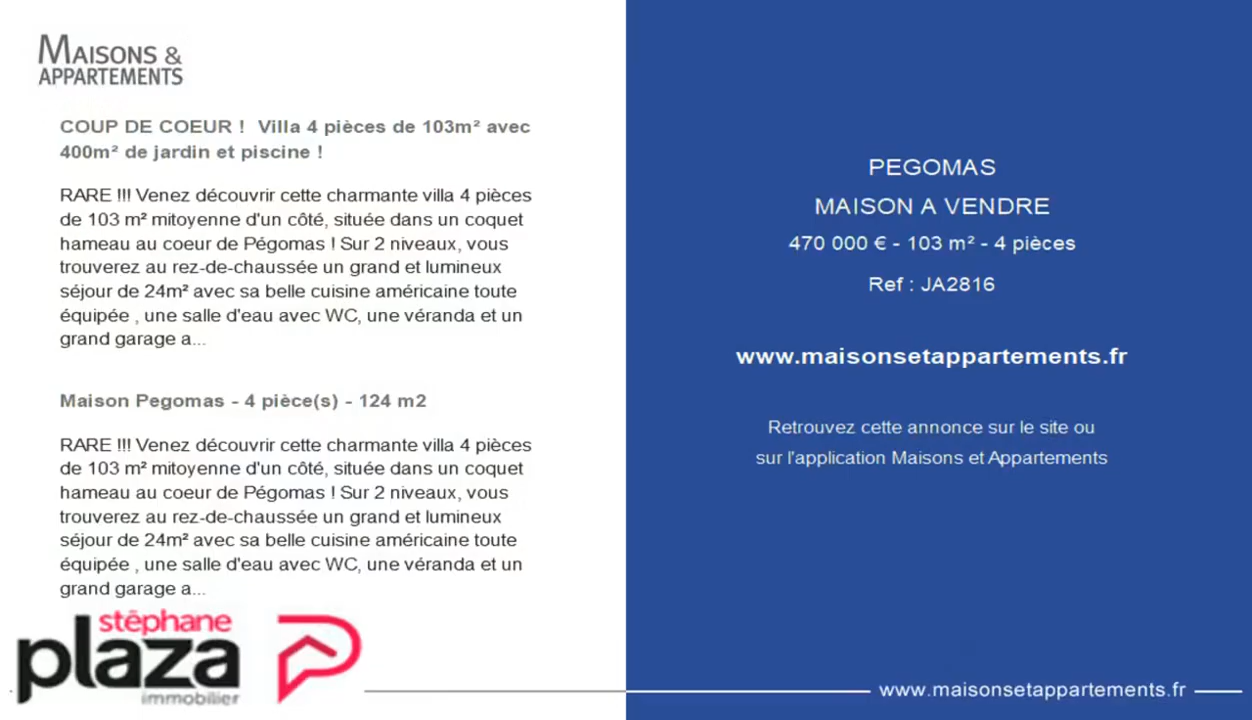 MAISONS &
APPARTEMENTS
COUP DE COEUR !  Villa 4 pièces de 103m² avec
400m² de jardin et piscine !
RARE !!! Venez découvrir cette charmante villa 4 pièces
de 103 m² mitoyenne d'un côté, située dans un coquet
hameau au coeur de Pégomas ! Sur 2 niveaux, vous
trouverez au rez-de-chaussée un grand et lumineux
séjour de 24m² avec sa belle cuisine américaine toute
équipée , une salle d'eau avec WC, une véranda et un
grand garage a...
Maison Pegomas - 4 pièce(s) - 124 m2
RARE !!! Venez découvrir cette charmante villa 4 pièces
de 103 m² mitoyenne d'un côté, située dans un coquet
hameau au coeur de Pégomas ! Sur 2 niveaux, vous
trouverez au rez-de-chaussée un grand et lumineux
séjour de 24m² avec sa belle cuisine américaine toute
équipée , une salle d'eau avec WC, une véranda et un
grand garage a...
stéphane
plaza
immobilier
PEGOMAS
MAISON A VENDRE
470 000 € - 103 m² - 4 pièces
Ref : JA2816
www.maisonsetappartements.fr
Retrouvez cette annonce sur le site ou
sur l'application Maisons et Appartements
www.maisonsetappartements.fr